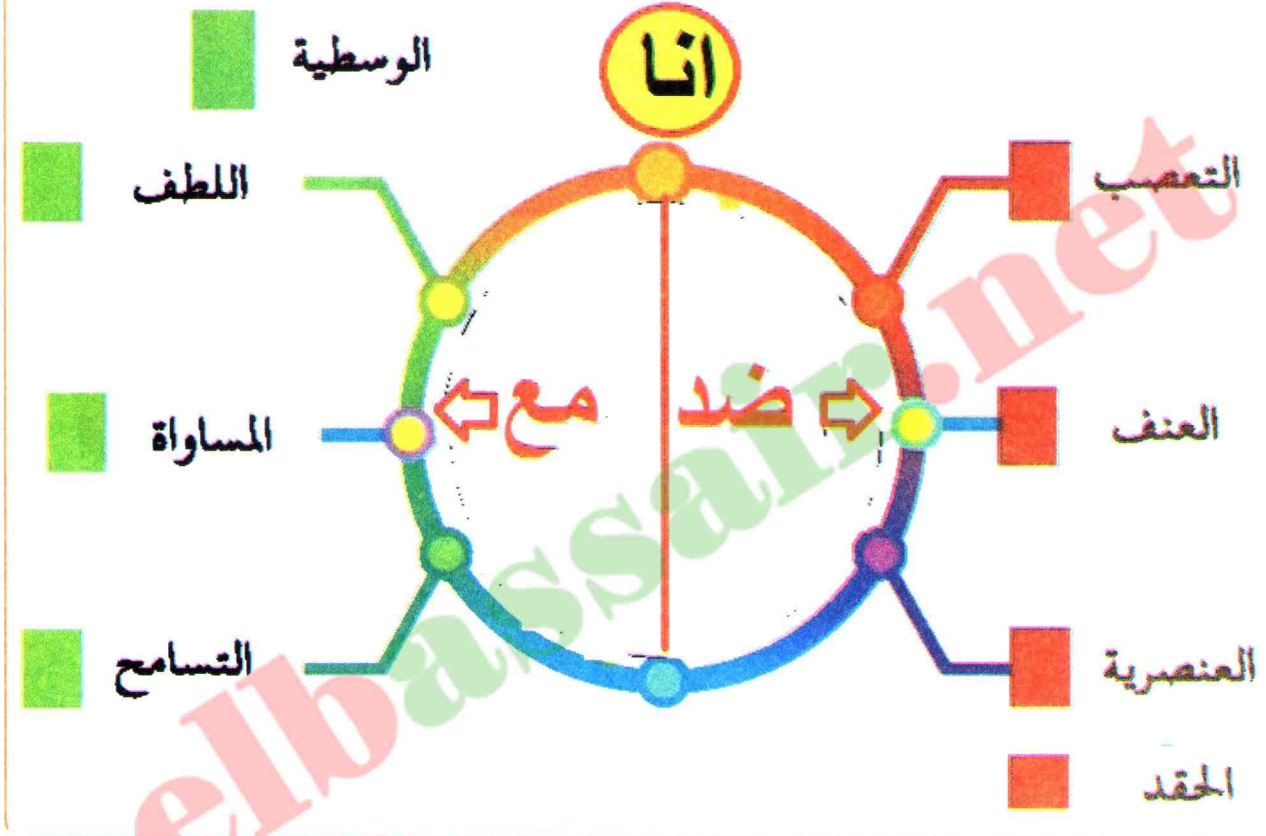 انا
الوسطية
التعصب
اللطف
ضد
مع
العنف
المساواة
العنصرية
التسامح
الحقد
elbassair.net